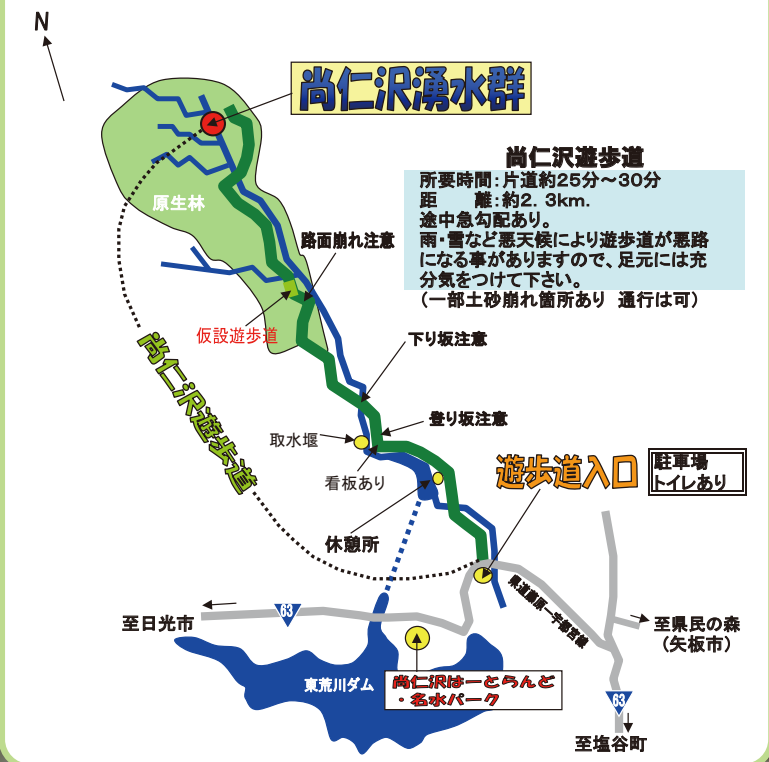 N
尚仁沢湧水群
尚仁沢遊歩道
所要時間：片道約25分～30分
距　　離：約2．3km．
途中急勾配あり。
雨・雪など悪天候により遊歩道が悪路
になる事がありますので、足元には充
分気をつけて下さい。
（一部土砂崩れ箇所あり 通行は可）
原生林
路面崩れ注意
仮設遊歩道
下り坂注意
尚仁沢遊歩道
登り坂注意
取水堰
看板あり
遊歩道入口
駐車場
トイレあり
休憩所
県道藤原－宇都宮線
63
至日光市
至県民の森
（矢板市）
東荒川ダム
尚仁沢はーとらんど
・名水パーク
63
至塩谷町